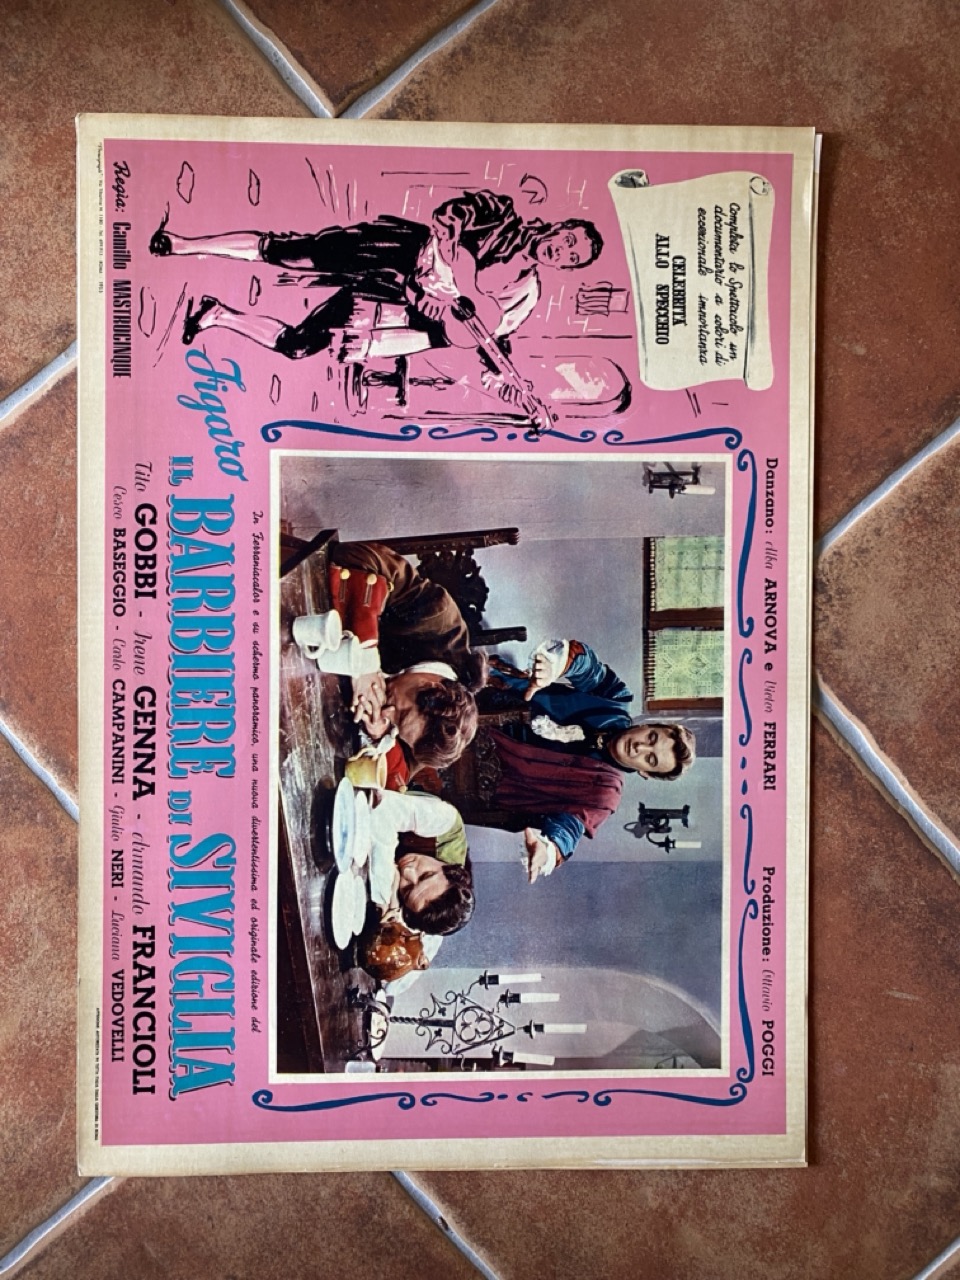 Danzano: Alba ARNOVA e Victor FERRARI
Produzione: Ottavio POGGI
Completa lo Spettacolo un
documentario a colori di
eccezionale importanza
CELEBRITÀ
ALLO SPECCHIO
In Ferraniacolor e su schermo panoramico, una nuova divertentissima ed originale edizione del
Figaro
IL BARBIERE DI SIVIGLIA
Tito GOBBI - Irene GENNA - Armando FRANCIOLI
Cesco BASEGGIO - Carlo CAMPANINI - Giulio NERI - Luciana VEDOVELLI
Regia: Camillo MASTROCINQUE